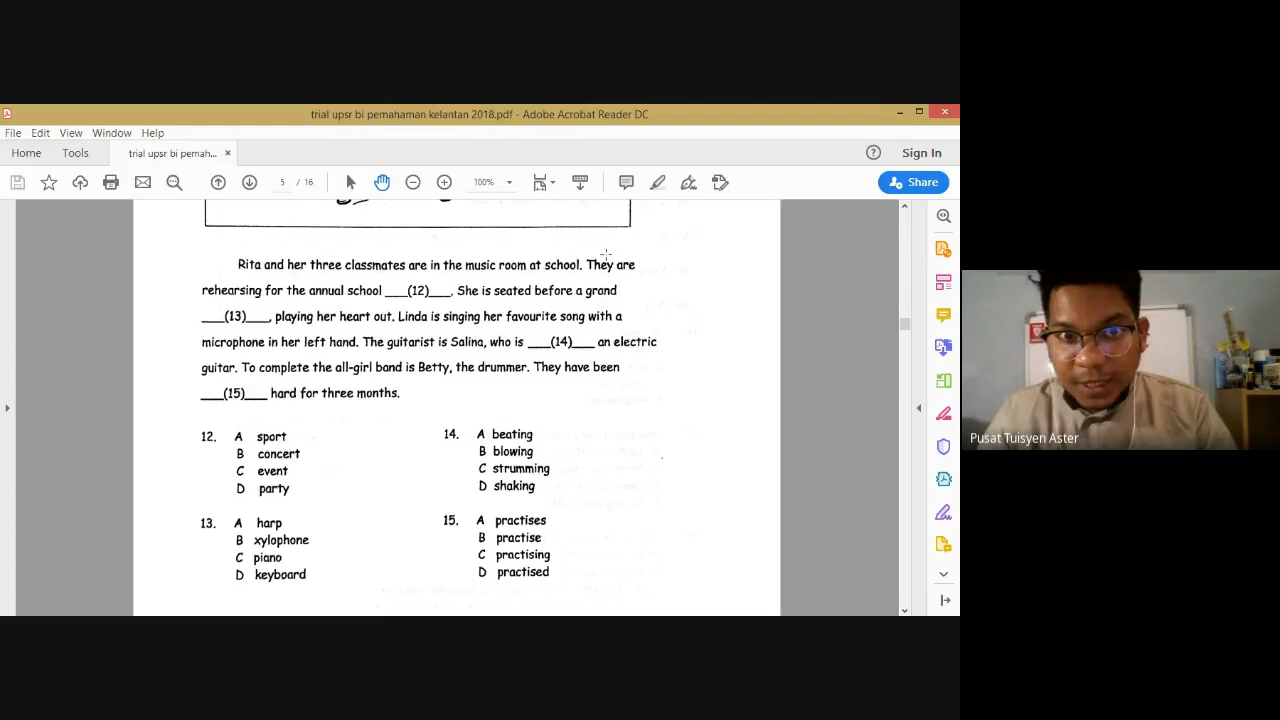 trial upsr bi pemahaman kelantan 2018.pdf - Adobe Acrobat Reader DC
File Edit View Window Help
Home Tools trial upsr bi pemah... × Sign In
5 / 16 100% Share
Rita and her three classmates are in the music room at school. They are
rehearsing for the annual school ___(12)___. She is seated before a grand
___(13)___, playing her heart out. Linda is singing her favourite song with a
microphone in her left hand. The guitarist is Salina, who is ___(14)___ an electric
guitar. To complete the all-girl band is Betty, the drummer. They have been
___(15)___ hard for three months.
12. A sport
B concert
C event
D party
13. A harp
B xylophone
C piano
D keyboard
14. A beating
B blowing
C strumming
D shaking
15. A practises
B practise
C practising
D practised
Pusat Tuisyen Aster